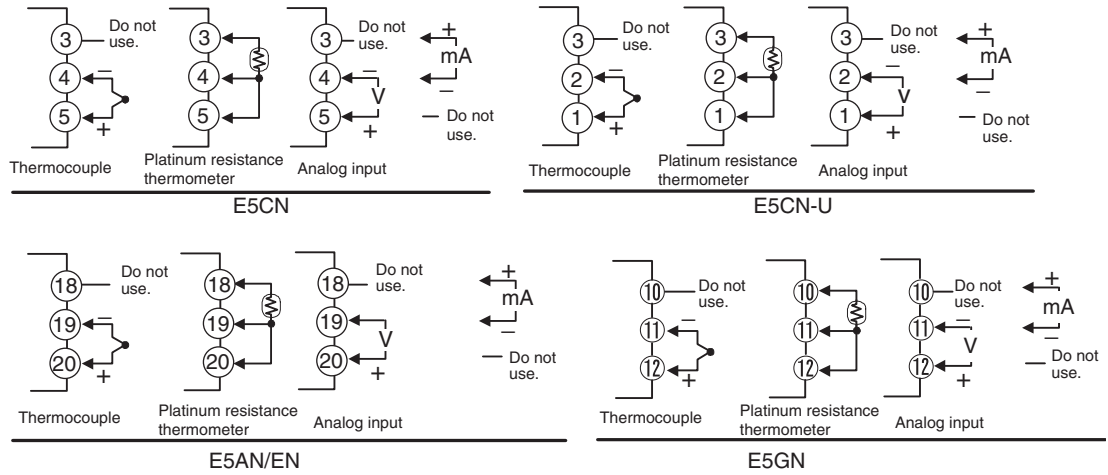 3 Do not use.
4 −
5 +
Thermocouple
3
4
5
Platinum resistance
thermometer
3 Do not use.
4 −
V
5 +
Analog input
+
mA
−
Do not use.
E5CN
3 Do not use.
2 −
1 +
Thermocouple
3
2
1
Platinum resistance
thermometer
3 Do not use.
2 −
V
1 +
Analog input
+
mA
−
Do not use.
E5CN-U
18 Do not use.
19 −
20 +
Thermocouple
18
19
20
Platinum resistance
thermometer
18 Do not use.
19
V
20 +
Analog input
+
mA
−
Do not use.
E5AN/EN
10 Do not use.
11 −
12 +
Thermocouple
10
11
12
Platinum resistance
thermometer
10 Do not use.
11 −
V
12 +
Analog input
+
mA
−
Do not use.
E5GN